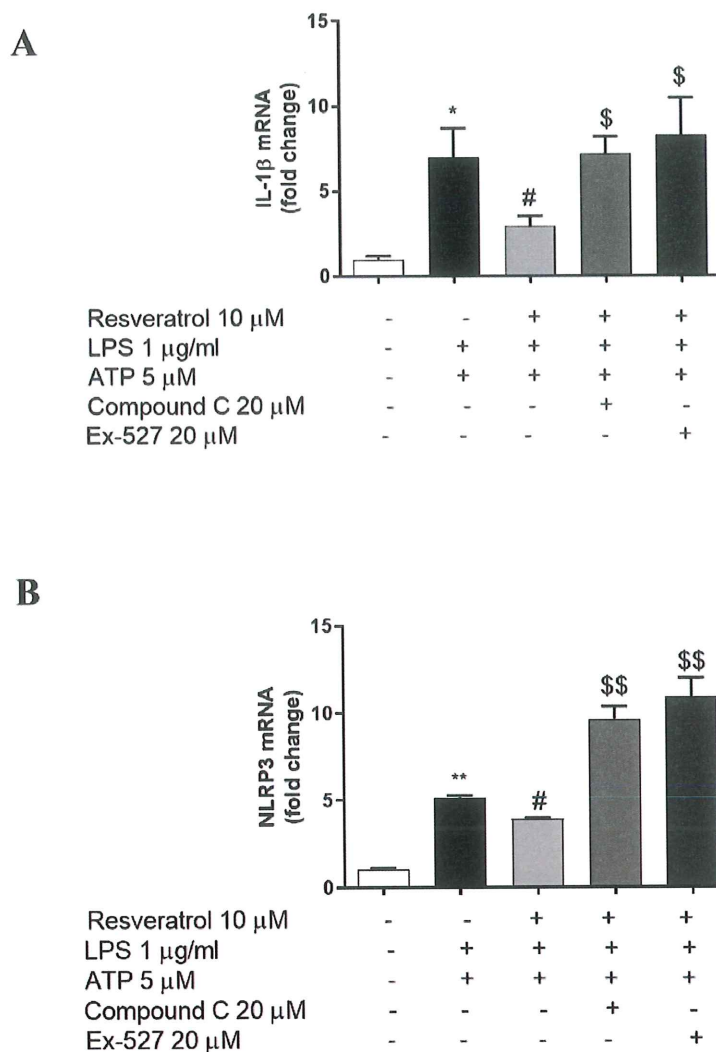 A
15
10
5
0
IL-1β mRNA
(fold change)
*
#
$
$
Resveratrol 10 μM - - + + +
LPS 1 μg/ml - + + + +
ATP 5 μM - + + + +
Compound C 20 μM - - - + -
Ex-527 20 μM - - - - +
B
15
10
5
0
NLRP3 mRNA
(fold change)
**
#
$$
$$
Resveratrol 10 μM - - + + +
LPS 1 μg/ml - + + + +
ATP 5 μM - + + + +
Compound C 20 μM - - - + -
Ex-527 20 μM - - - - +